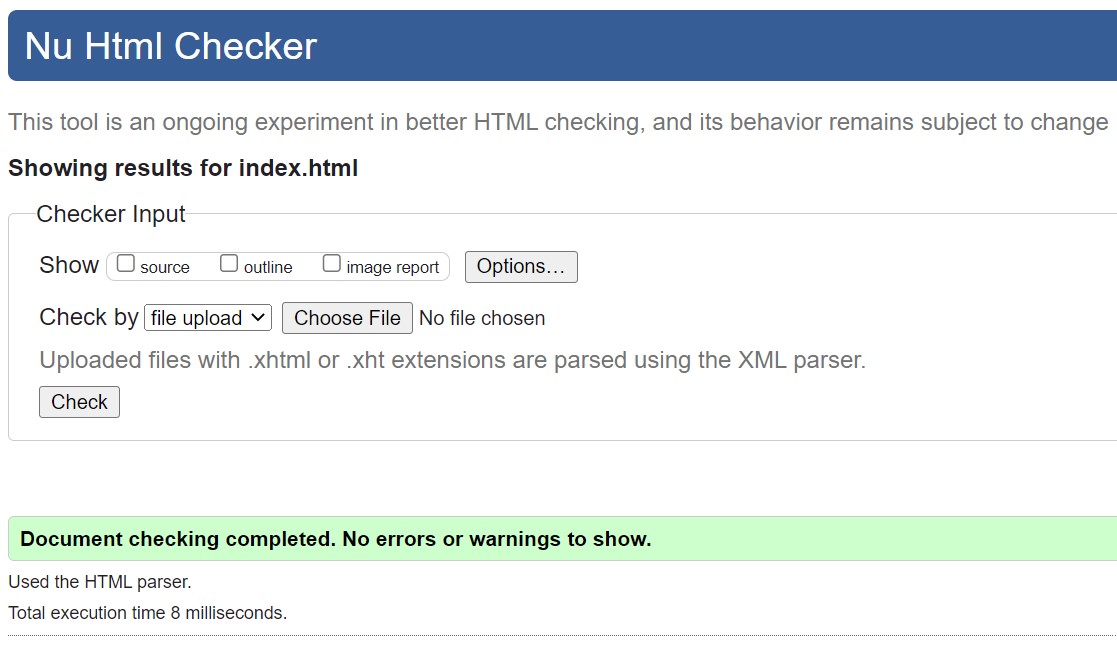 Nu Html Checker
This tool is an ongoing experiment in better HTML checking, and its behavior remains subject to change
Showing results for index.html
Checker Input
Show source outline image report Options…
Check by file upload Choose File No file chosen
Uploaded files with .xhtml or .xht extensions are parsed using the XML parser.
Check
Document checking completed. No errors or warnings to show.
Used the HTML parser.
Total execution time 8 milliseconds.